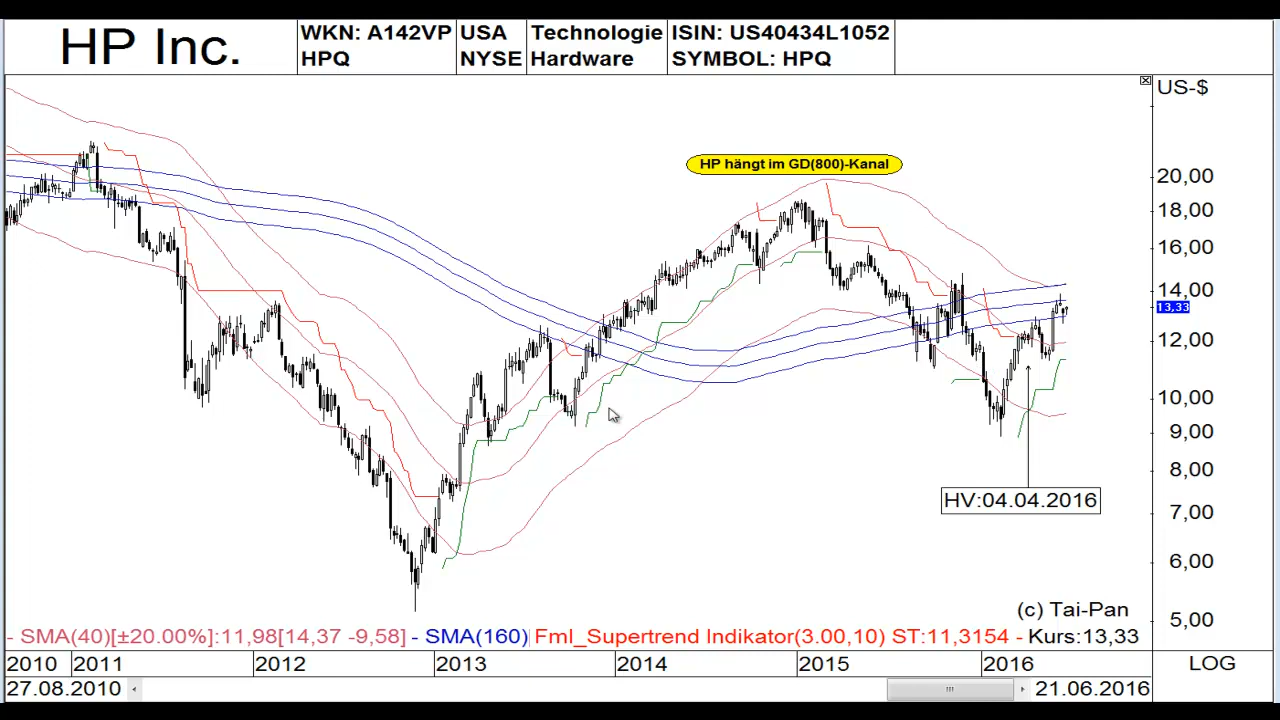 HP Inc.
WKN: A142VP
HPQ
USA
NYSE
Technologie
Hardware
ISIN: US40434L1052
SYMBOL: HPQ
US-$
HP hängt im GD(800)-Kanal
20,00
18,00
16,00
14,00
13,33
12,00
10,00
9,00
8,00
7,00
6,00
5,00
HV:04.04.2016
(c) Tai-Pan
- SMA(40)[±20.00%]:11,98[14,37 -9,58] - SMA(160) Fml_Supertrend Indikator(3.00,10) ST:11,3154 - Kurs:13,33
2010 2011 2012 2013 2014 2015 2016 LOG
27.08.2010 21.06.2016